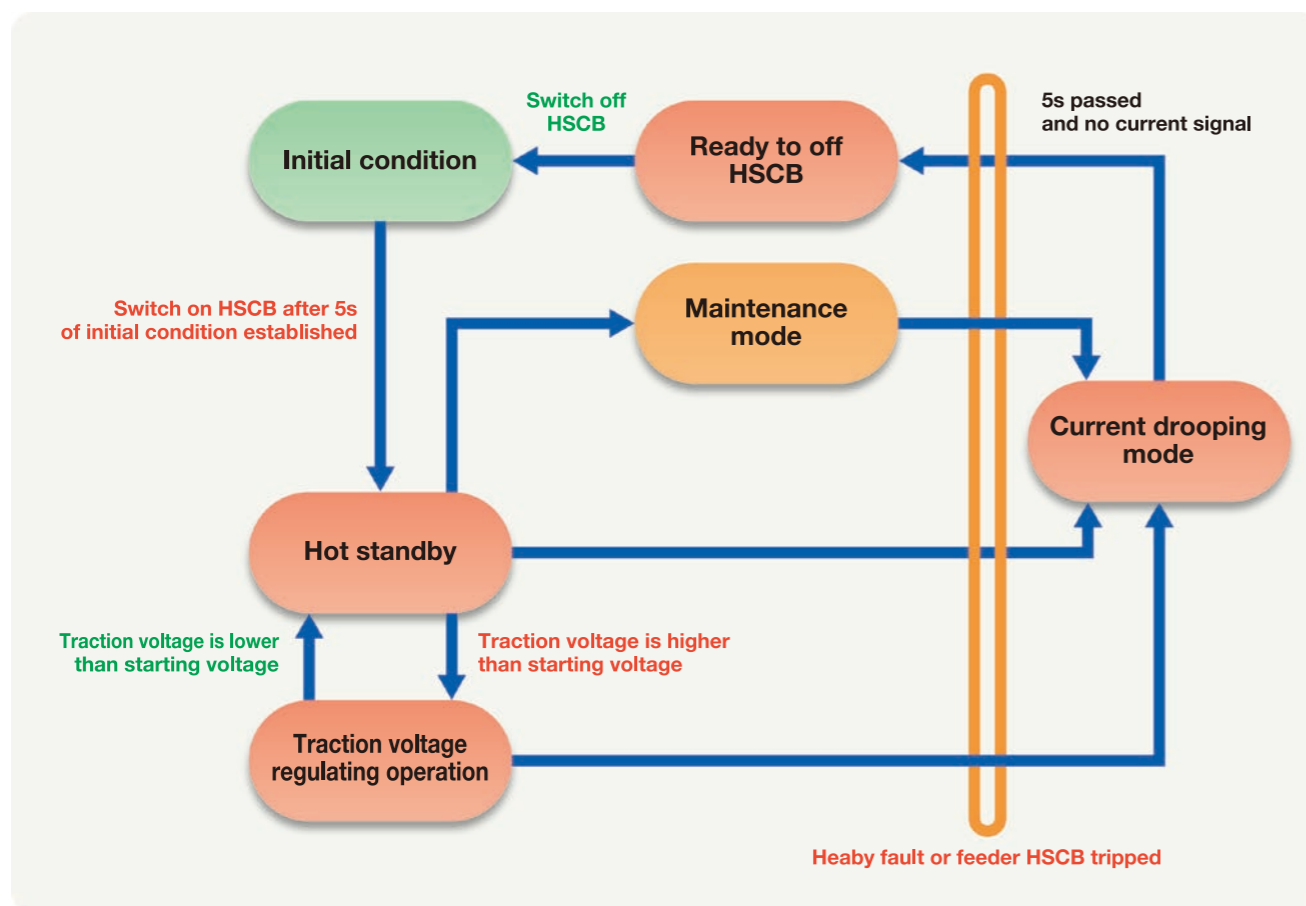 Switch off
HSCB
5s passed
and no current signal
Initial condition
Ready to off
HSCB
Switch on HSCB after 5s
of initial condition established
Maintenance
mode
Current drooping
mode
Hot standby
Traction voltage is lower
than starting voltage
Traction voltage is higher
than starting voltage
Traction voltage
regulating operation
Heaby fault or feeder HSCB tripped